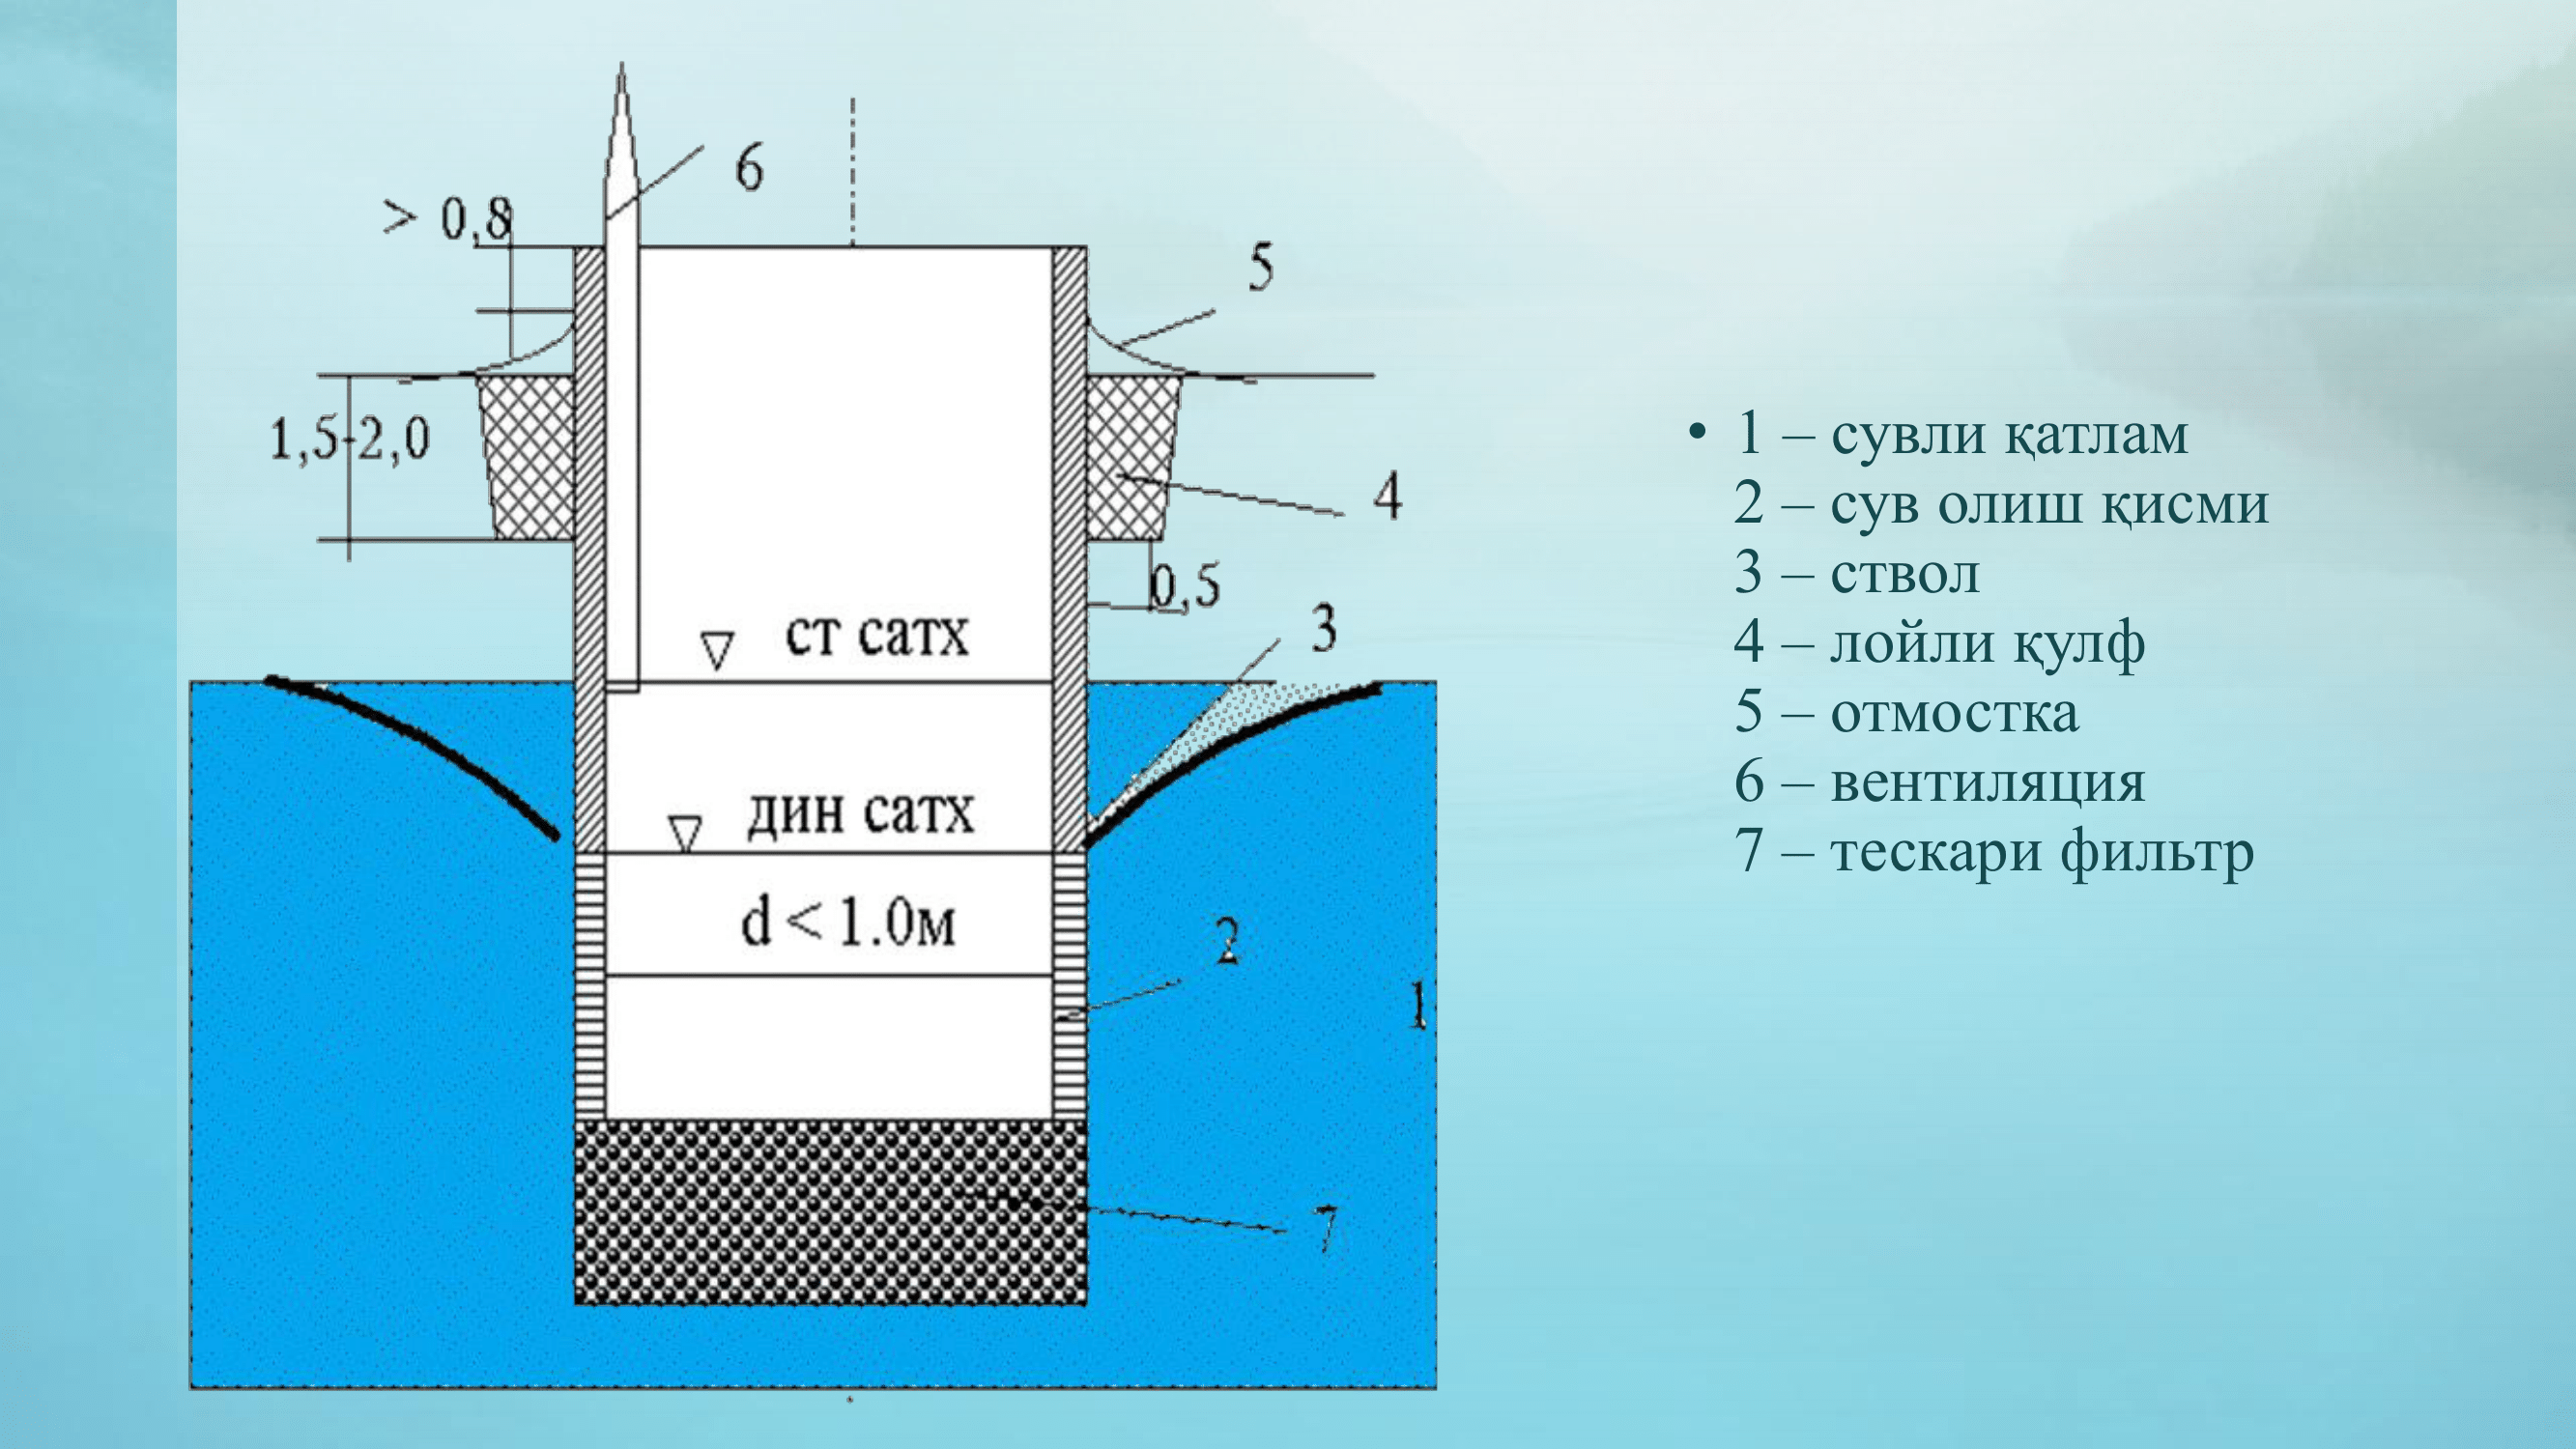 6
> 0,8
5
1,5-2,0
4
0,5
3
ст сатх
дин сатх
d < 1.0м
2
1
7
• 1 – сувли қатлам
2 – сув олиш қисми
3 – ствол
4 – лойли қулф
5 – отмостка
6 – вентиляция
7 – тескари фильтр